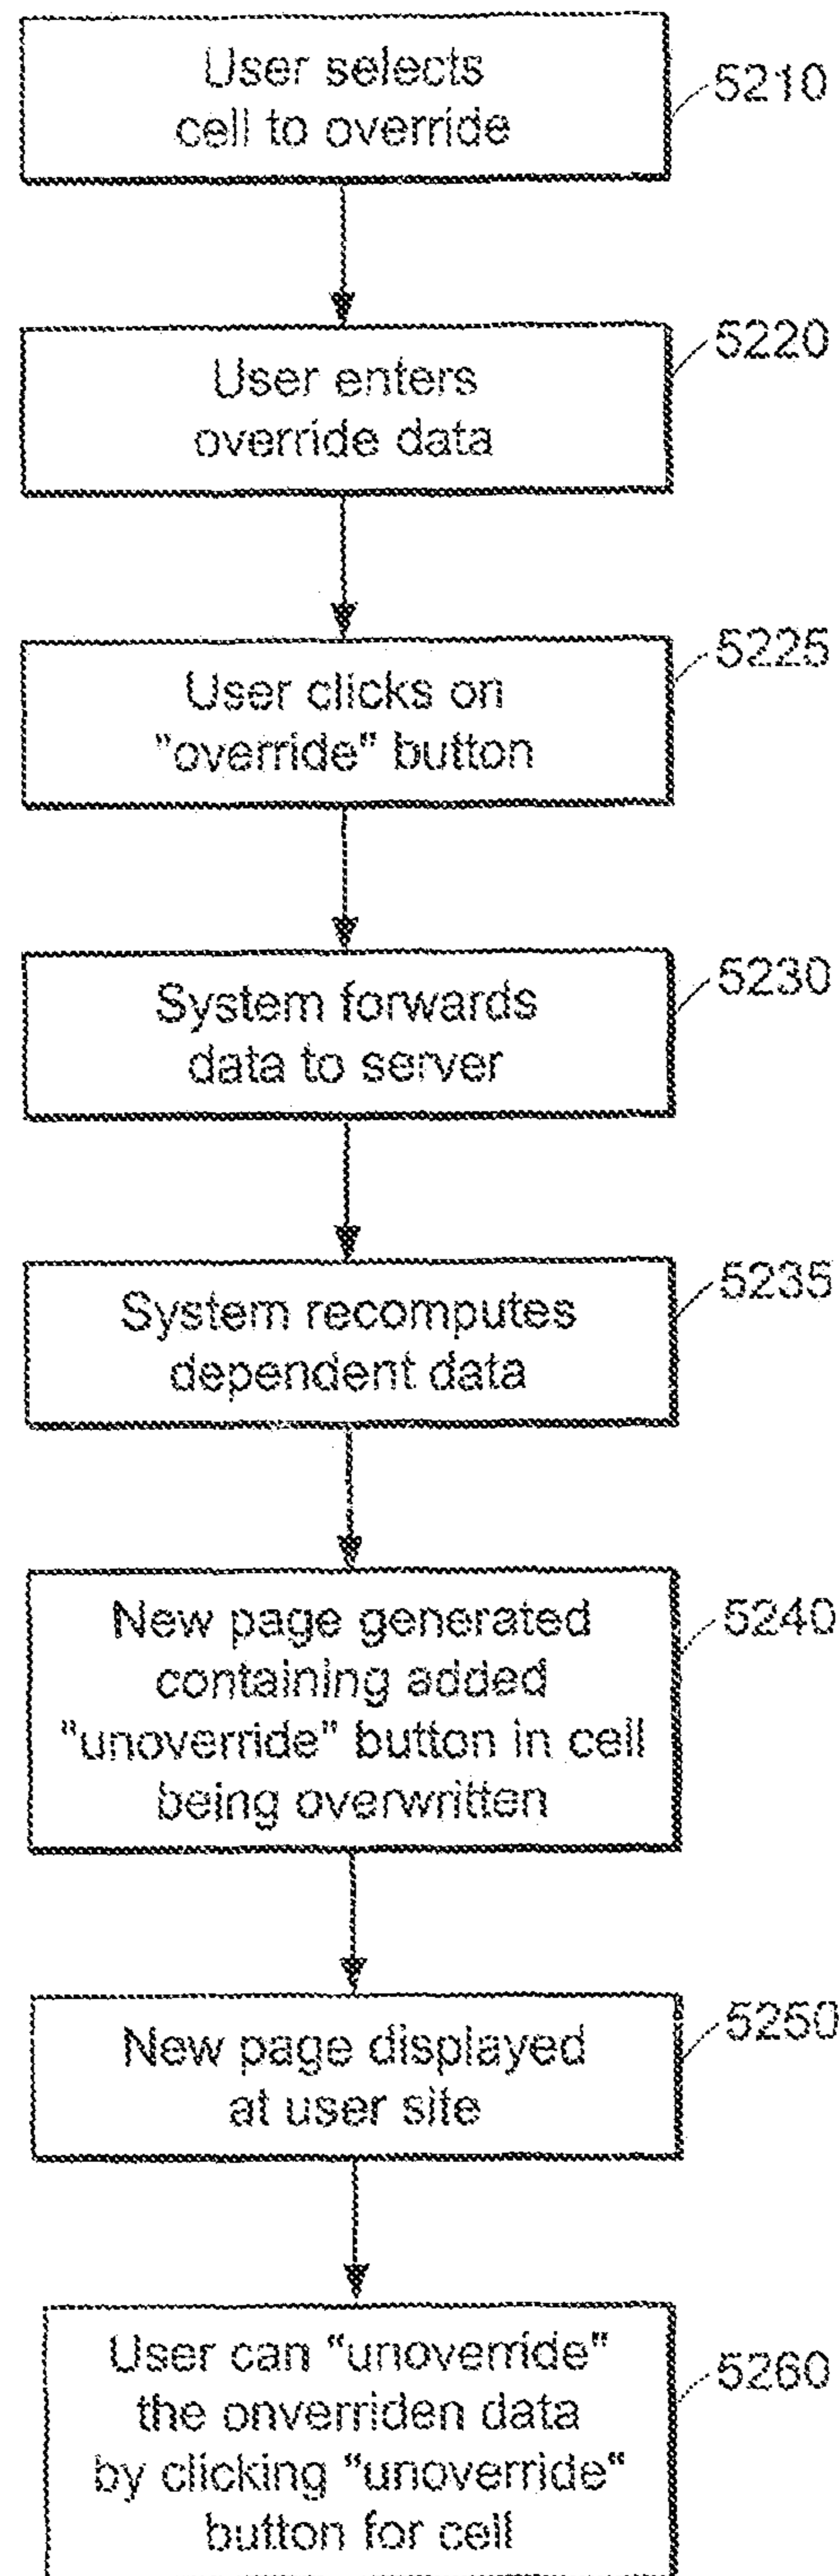 User selects
cell to override
5210
User enters
override data
5220
User clicks on
"override" button
5225
System forwards
data to server
5230
System recomputes
dependent data
5235
New page generated
containing added
"unoverride" button in cell
being overwritten
5240
New page displayed
at user site
5250
User can "unoverride"
the onverriden data
by clicking "unoverride"
button for cell
5260